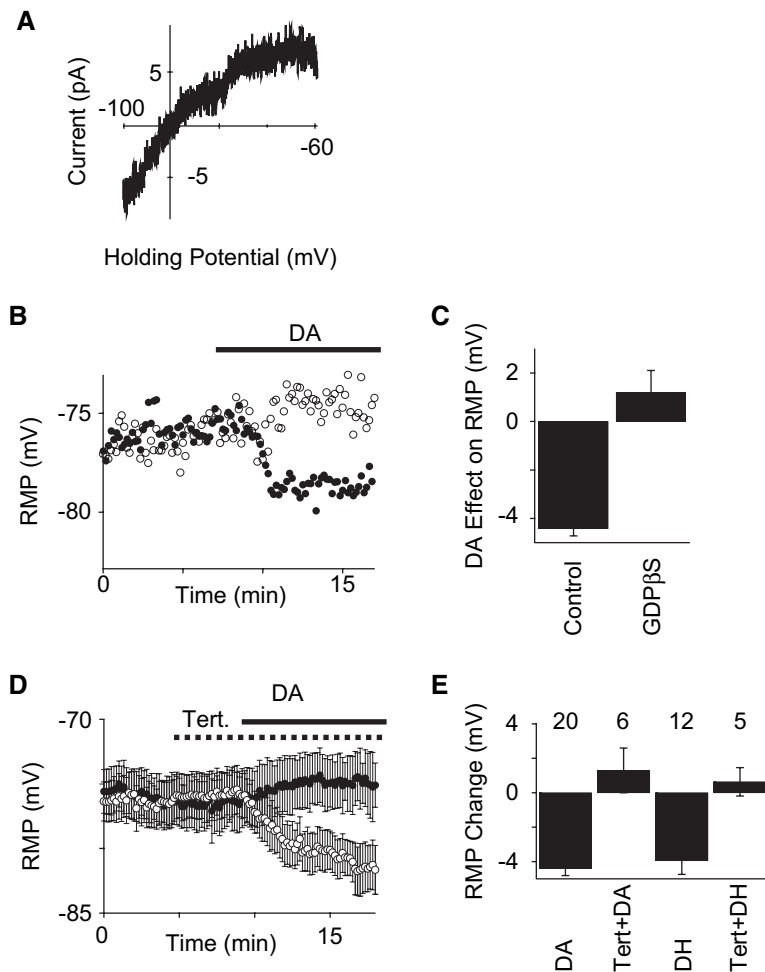 A
Current (pA)
5
-100
-60
-5
Holding Potential (mV)
B
DA
RMP (mV)
-75
-80
0
15
Time (min)
C
DA Effect on RMP (mV)
2
0
-4
Control
GDPβS
D
DA
Tert.
RMP (mV)
-70
-85
0
15
Time (min)
E
RMP Change (mV)
4
0
-4
20
6
12
5
DA
Tert+DA
DH
Tert+DH